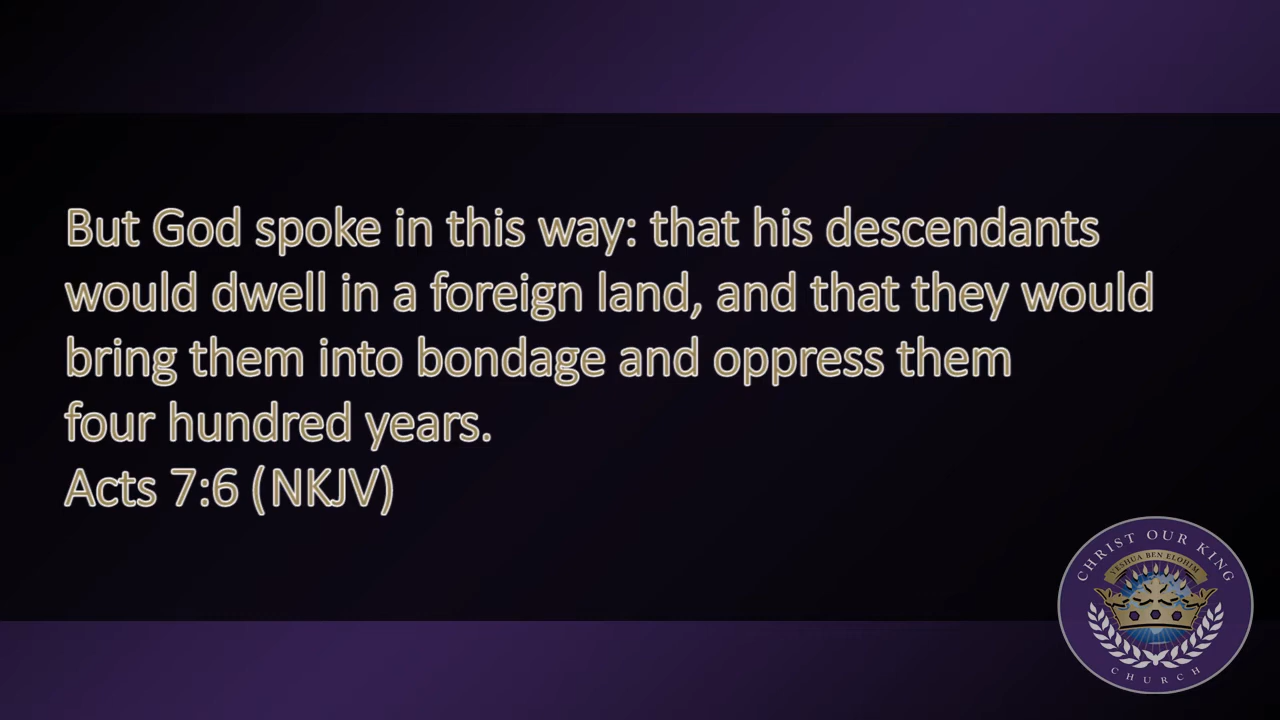 But God spoke in this way: that his descendants
would dwell in a foreign land, and that they would
bring them into bondage and oppress them
four hundred years.
Acts 7:6 (NKJV)
CHRIST OUR KING
YESHUA BEN ELOHIM
CHURCH